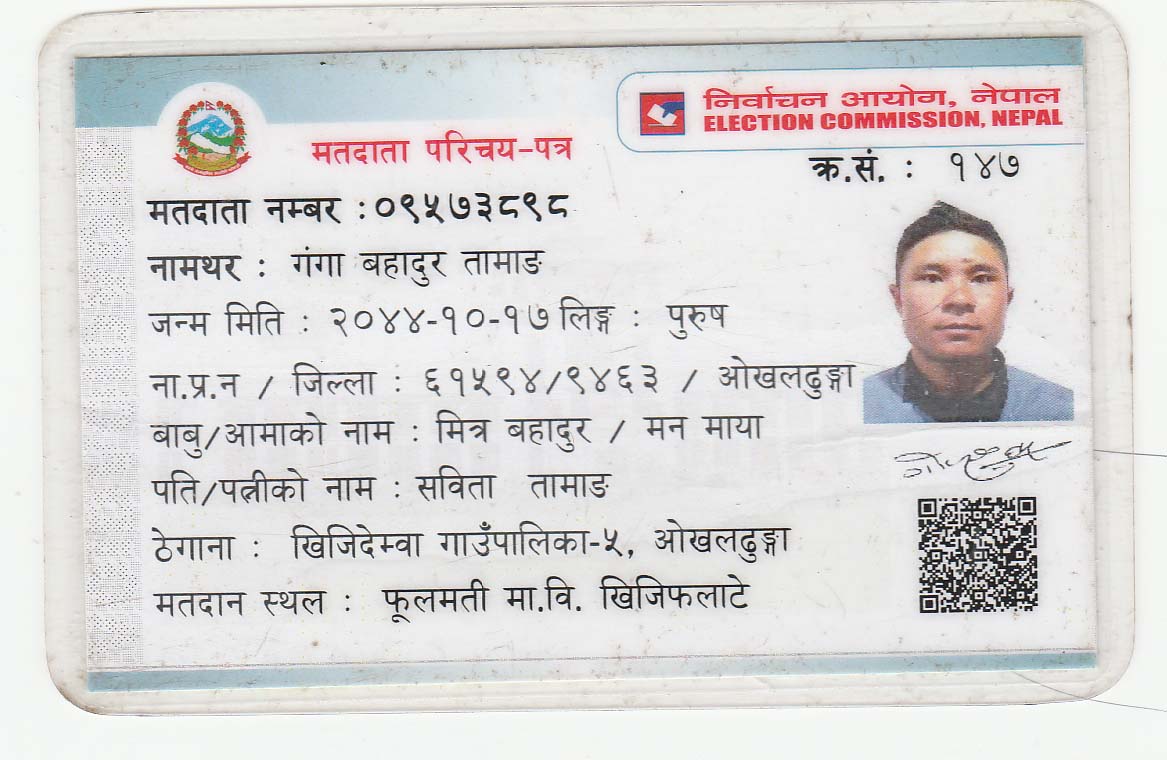 निर्वाचन आयोग, नेपाल
ELECTION COMMISSION, NEPAL
मतदाता परिचय-पत्र
क्र.सं. : १४७
मतदाता नम्बर : ०९५७३८९८
नामथर : गंगा बहादुर तामाङ
जन्म मिति : २०४४-१०-१७ लिङ्ग : पुरुष
ना.प्र.न / जिल्ला : ६१५९४/९४६३ / ओखलढुङ्गा
बाबु/आमाको नाम : मित्र बहादुर / मन माया
पति/पत्नीको नाम : सविता तामाङ
ठेगाना : खिजिदेम्वा गाउँपालिका-५, ओखलढुङ्गा
मतदान स्थल : फूलमती मा.वि. खिजिफलाटे